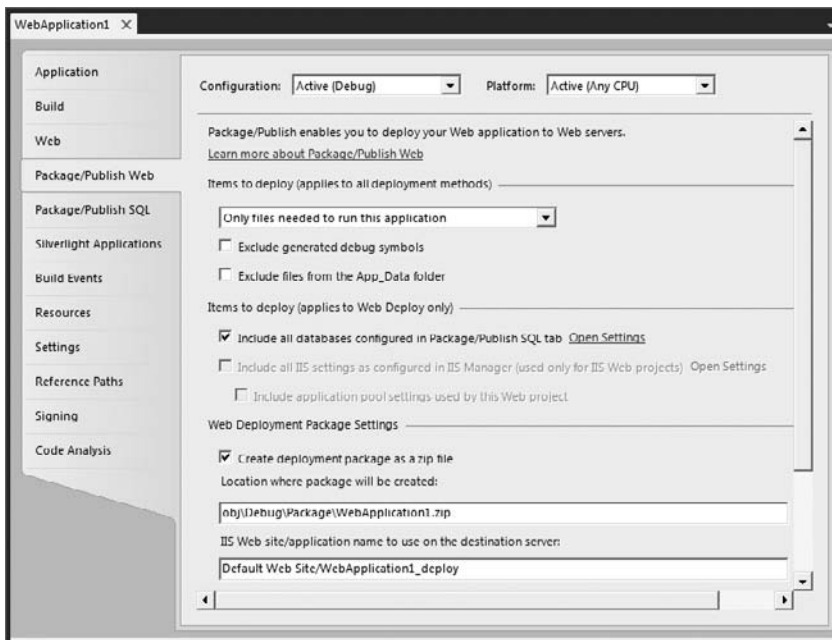 WebApplication1 X
Application
Build
Web
Package/Publish Web
Package/Publish SQL
Silverlight Applications
Build Events
Resources
Settings
Reference Paths
Signing
Code Analysis
Configuration: Active (Debug) Platform: Active (Any CPU)
Package/Publish enables you to deploy your Web application to Web servers.
Learn more about Package/Publish Web
Items to deploy (applies to all deployment methods)
Only files needed to run this application
Exclude generated debug symbols
Exclude files from the App_Data folder
Items to deploy (applies to Web Deploy only)
Include all databases configured in Package/Publish SQL tab Open Settings
Include all IIS settings as configured in IIS Manager (used only for IIS Web projects) Open Settings
Include application pool settings used by this Web project
Web Deployment Package Settings
Create deployment package as a zip file
Location where package will be created:
obj\Debug\Package\WebApplication1.zip
IIS Web site/application name to use on the destination server:
Default Web Site/WebApplication1_deploy